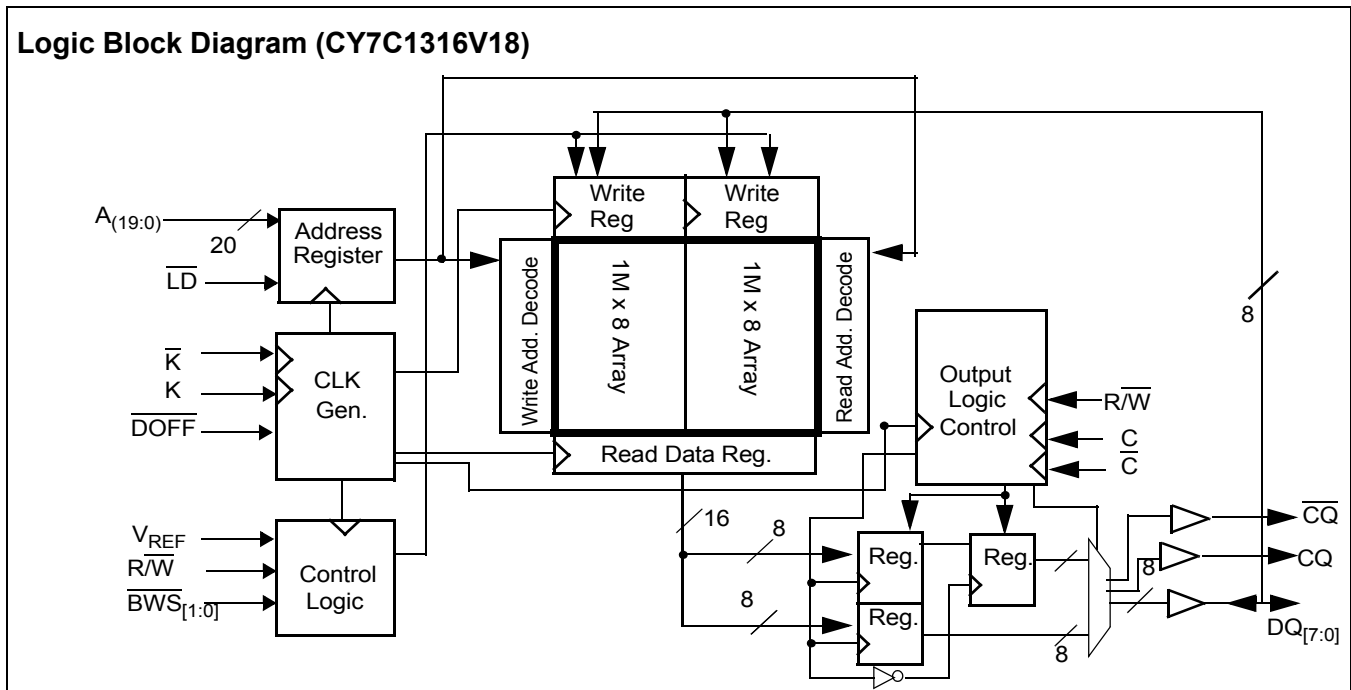 Logic Block Diagram (CY7C1316V18)
A(19:0)
20
LD
Address
Register
K
K
DOFF
CLK
Gen.
VREF
R/W
BWS[1:0]
Control
Logic
Write
Reg
Write
Reg
Write Add. Decode
1M x 8 Array
1M x 8 Array
Read Add. Decode
Read Data Reg.
16
8
8
Output
Logic
Control
R/W
C
C
8
Reg.
Reg.
Reg.
8
8
CQ
CQ
DQ[7:0]